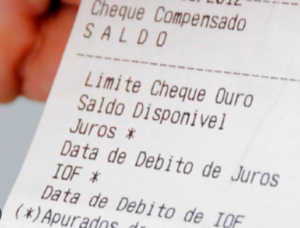 2012
Cheque Compensado
S A L D O
Limite Cheque Ouro
Saldo Disponivel
Juros *
Data de Debito de Juros
IOF *
Data de Debito de IOF
(*)Apurados